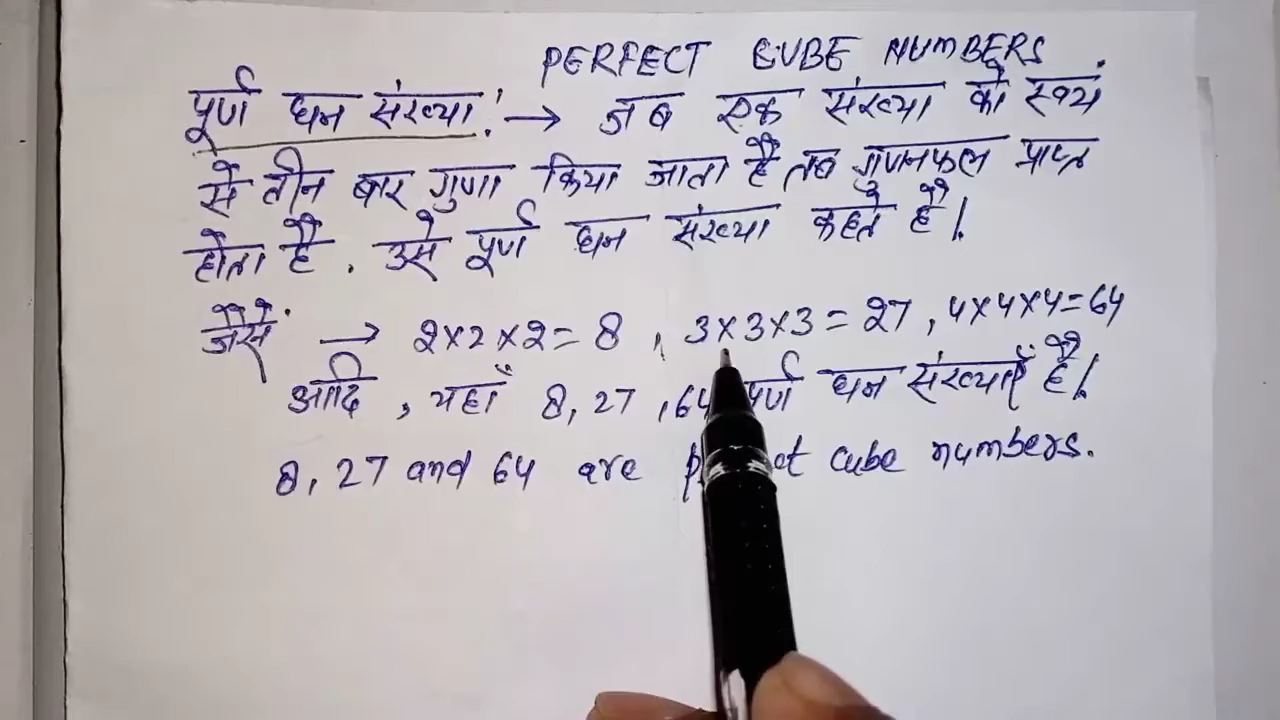 PERFECT CUBE NUMBERS
पूर्ण घन संख्या :→ जब एक संख्या को स्वयं
से तीन बार गुणा किया जाता है तब गुणनफल प्राप्त
होता है. उसे पूर्ण घन संख्या कहते है।
जैसे → 2×2×2=8 , 3×3×3=27 , 4×4×4=64
आदि , यहाँ 8, 27 ,64 संख्याएँ घन है।
8, 27 and 64 are cube numbers.